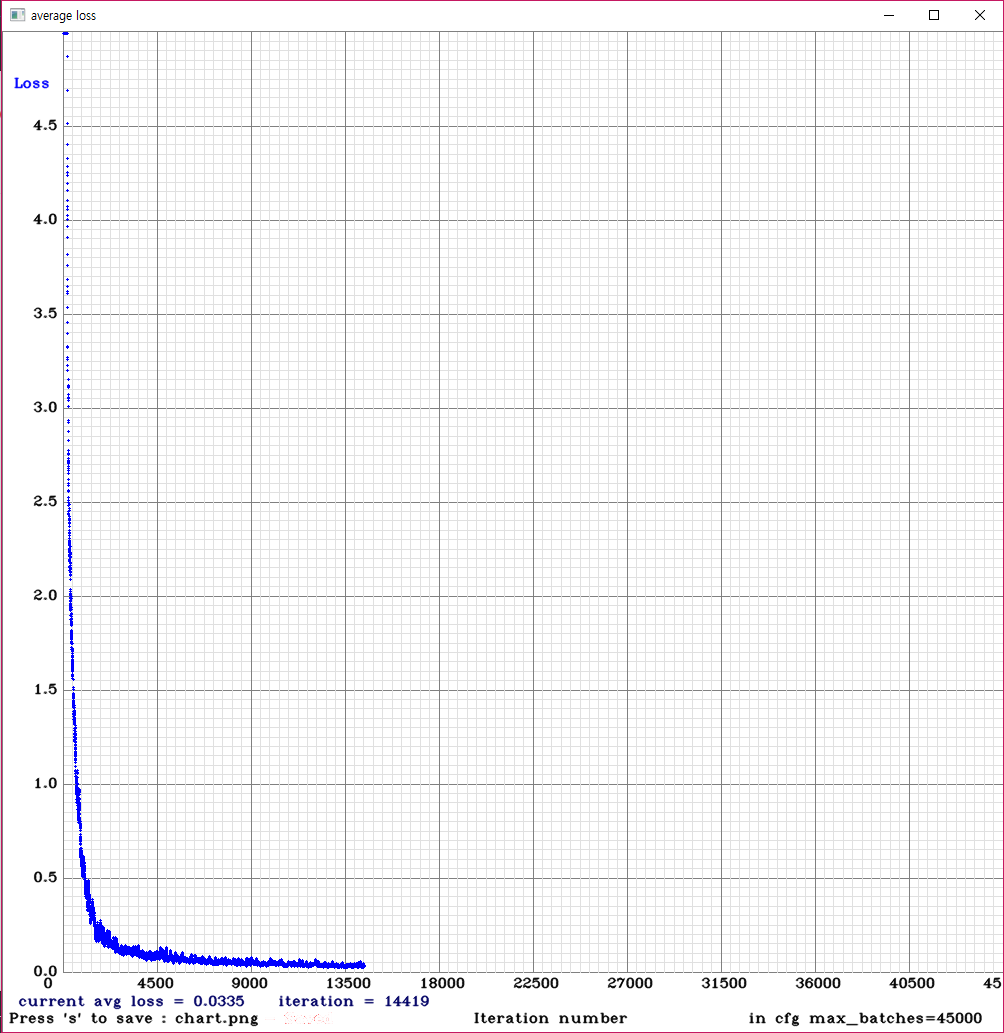 average loss
Loss
4.5
4.0
3.5
3.0
2.5
2.0
1.5
1.0
0.5
0.0
0 4500 9000 13500 18000 22500 27000 31500 36000 40500 45
current avg loss = 0.0335 iteration = 14419
Press 's' to save : chart.png Iteration number in cfg max_batches=45000